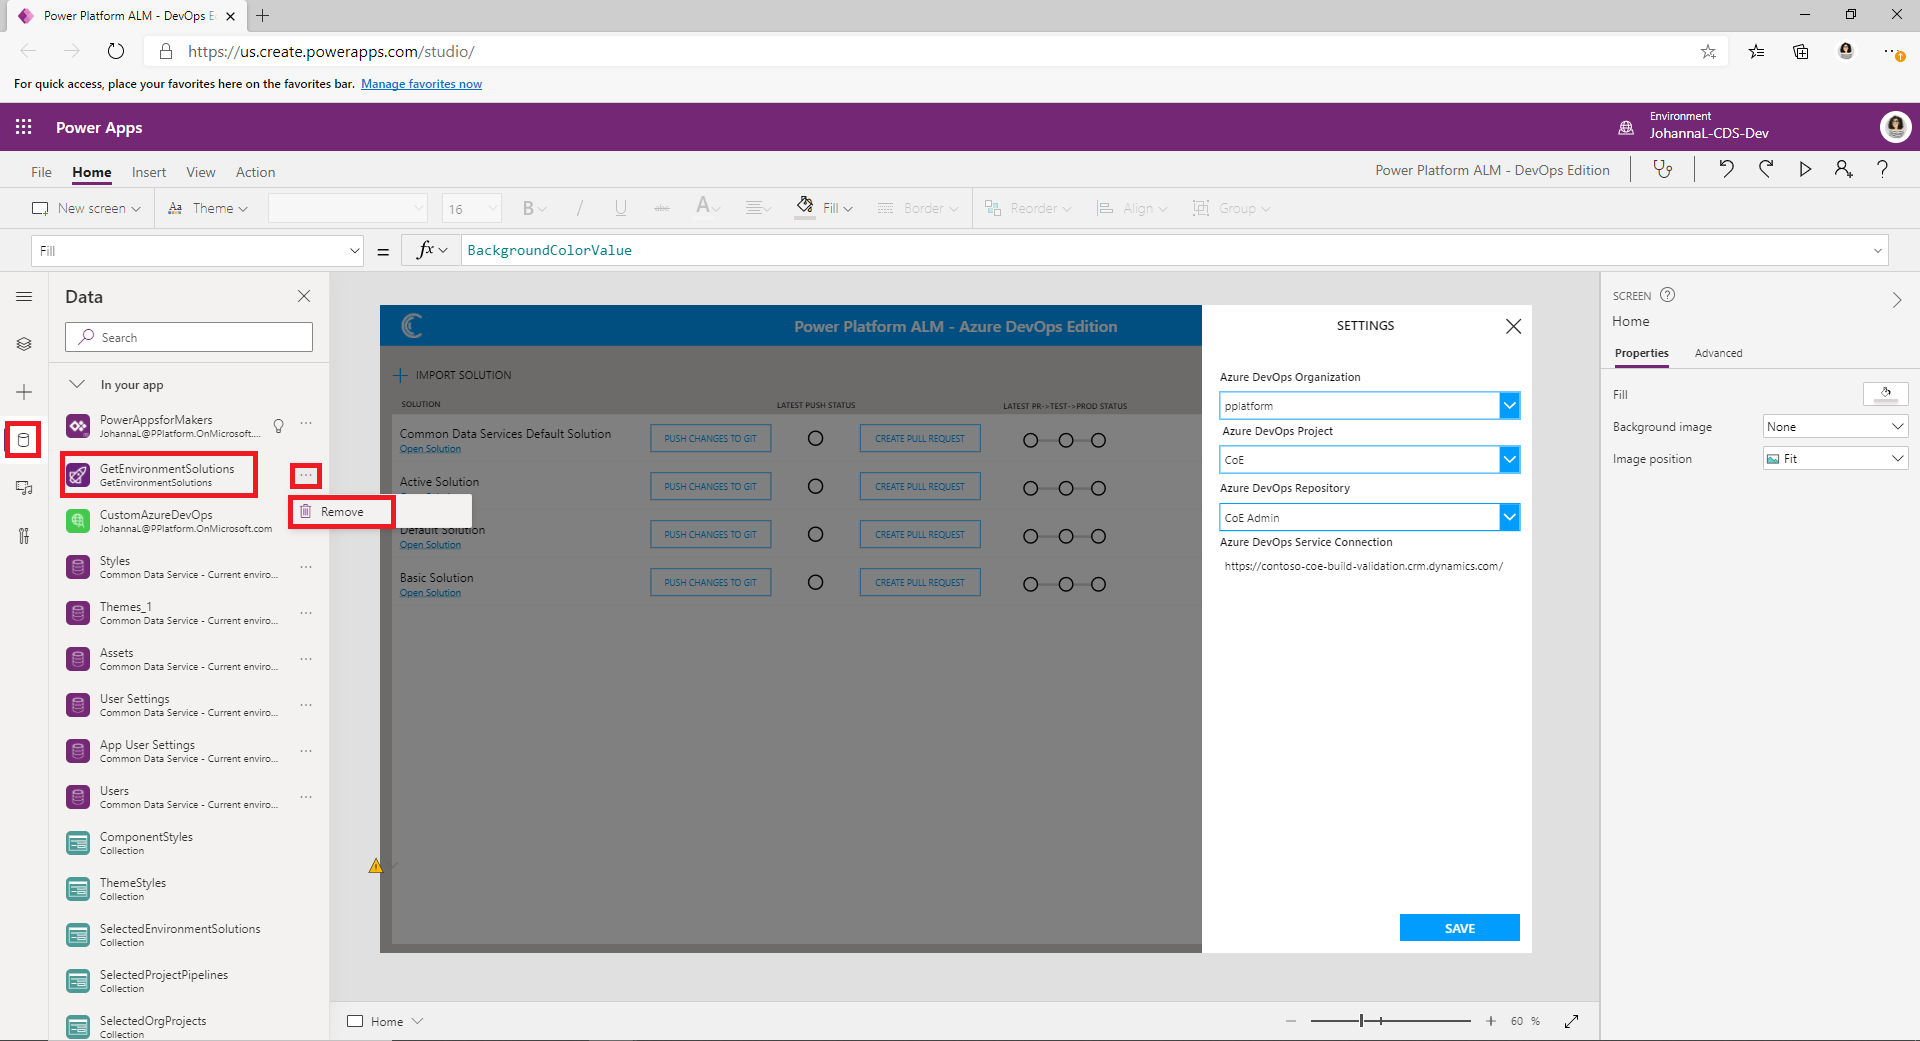 Power Platform ALM - DevOps E
https://us.create.powerapps.com/studio/
For quick access, place your favorites here on the favorites bar. Manage favorites now
Power Apps
Environment
JohannaL-CDS-Dev
File Home Insert View Action
Power Platform ALM - DevOps Edition
New screen Theme 16 B / U abc A Fill Border Reorder Align Group
Fill = fx BackgroundColorValue
Data
Search
In your app
PowerAppsforMakers
JohannaL@PPlatform.OnMicrosoft....
GetEnvironmentSolutions
GetEnvironmentSolutions
Remove
CustomAzureDevOps
JohannaL@PPlatform.OnMicrosoft.com
Styles
Common Data Service - Current enviro...
Themes_1
Common Data Service - Current enviro...
Assets
Common Data Service - Current enviro...
User Settings
Common Data Service - Current enviro...
App User Settings
Common Data Service - Current enviro...
Users
Common Data Service - Current enviro...
ComponentStyles
Collection
ThemeStyles
Collection
SelectedEnvironmentSolutions
Collection
SelectedProjectPipelines
Collection
SelectedOrgProjects
Collection
Power Platform ALM - Azure DevOps Edition
IMPORT SOLUTION
SOLUTION LATEST PUSH STATUS LATEST PR->TEST->PROD STATUS
Common Data Services Default Solution
Open Solution
PUSH CHANGES TO GIT CREATE PULL REQUEST
Active Solution
PUSH CHANGES TO GIT CREATE PULL REQUEST
Default Solution
Open Solution
PUSH CHANGES TO GIT CREATE PULL REQUEST
Basic Solution
Open Solution
PUSH CHANGES TO GIT CREATE PULL REQUEST
SETTINGS
Azure DevOps Organization
pplatform
Azure DevOps Project
CoE
Azure DevOps Repository
CoE Admin
Azure DevOps Service Connection
https://contoso-coe-build-validation.crm.dynamics.com/
SAVE
SCREEN
Home
Properties Advanced
Fill
Background image None
Image position Fit
Home
60 %